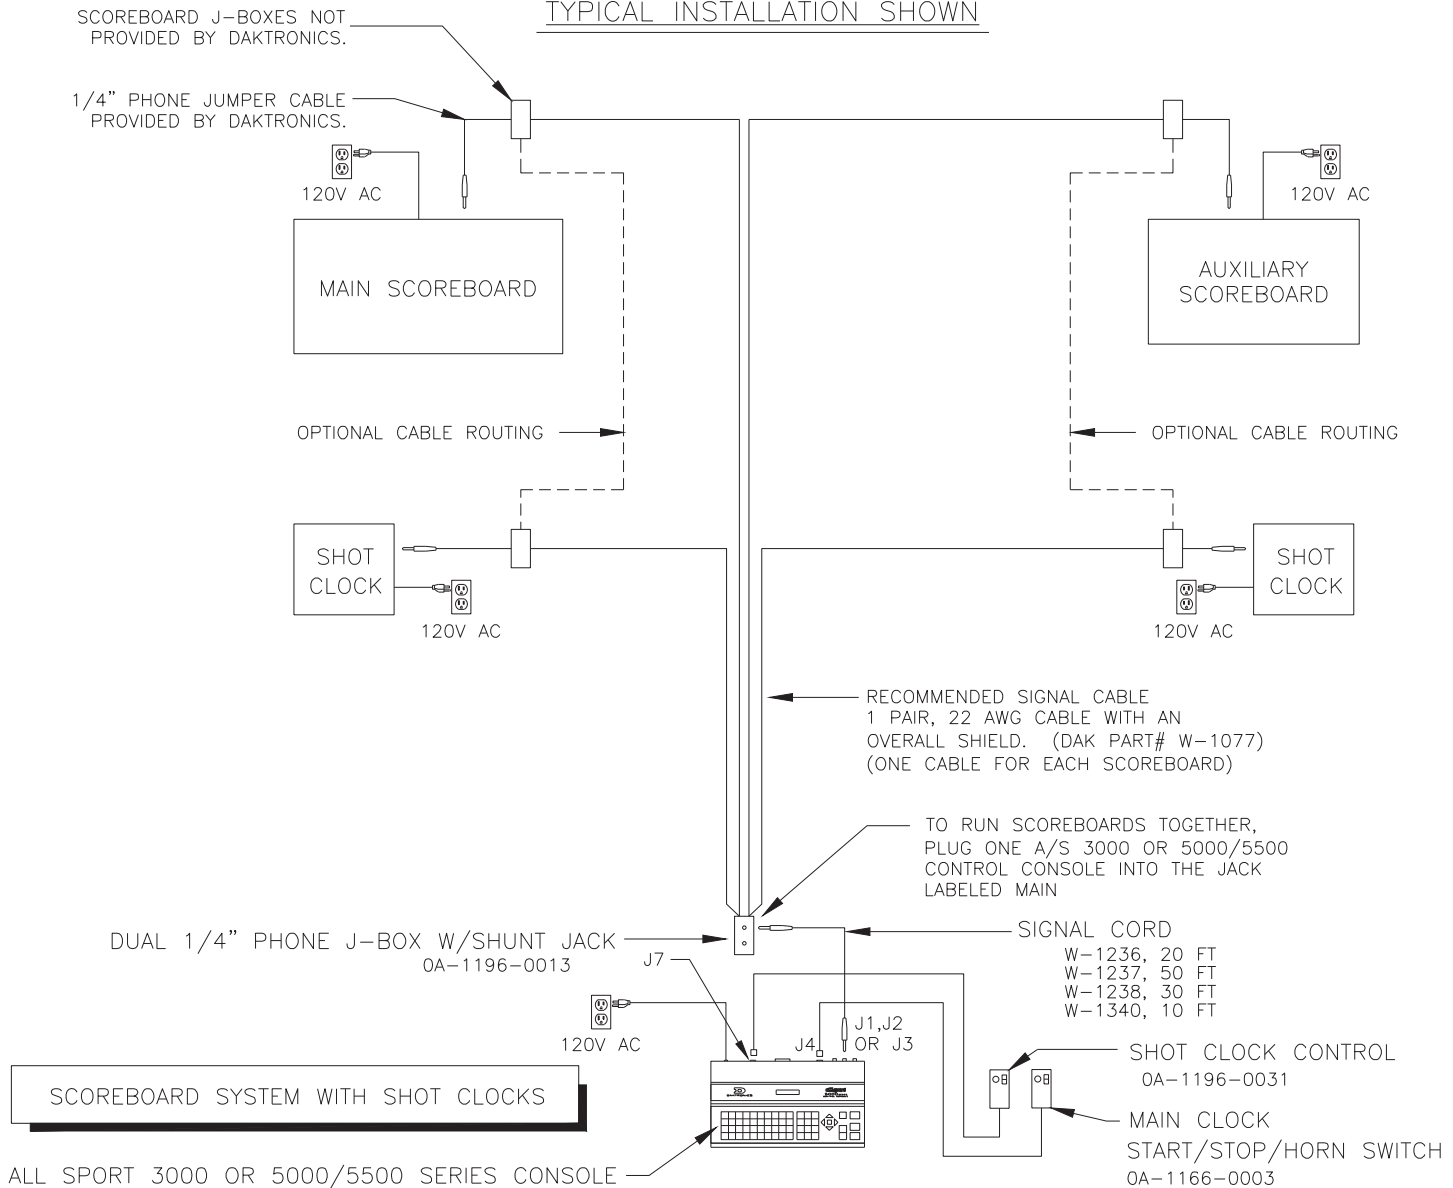 TYPICAL INSTALLATION SHOWN
SCOREBOARD J-BOXES NOT
PROVIDED BY DAKTRONICS.
1/4" PHONE JUMPER CABLE
PROVIDED BY DAKTRONICS.
120V AC
120V AC
MAIN SCOREBOARD
AUXILIARY
SCOREBOARD
OPTIONAL CABLE ROUTING
OPTIONAL CABLE ROUTING
SHOT
CLOCK
120V AC
SHOT
CLOCK
120V AC
RECOMMENDED SIGNAL CABLE
1 PAIR, 22 AWG CABLE WITH AN
OVERALL SHIELD. (DAK PART# W-1077)
(ONE CABLE FOR EACH SCOREBOARD)
TO RUN SCOREBOARDS TOGETHER,
PLUG ONE A/S 3000 OR 5000/5500
CONTROL CONSOLE INTO THE JACK
LABELED MAIN
DUAL 1/4" PHONE J-BOX W/SHUNT JACK
0A-1196-0013
SIGNAL CORD
W-1236, 20 FT
W-1237, 50 FT
W-1238, 30 FT
W-1340, 10 FT
J7
120V AC
J4
J1,J2
OR J3
SHOT CLOCK CONTROL
0A-1196-0031
MAIN CLOCK
START/STOP/HORN SWITCH
0A-1166-0003
SCOREBOARD SYSTEM WITH SHOT CLOCKS
ALL SPORT 3000 OR 5000/5500 SERIES CONSOLE